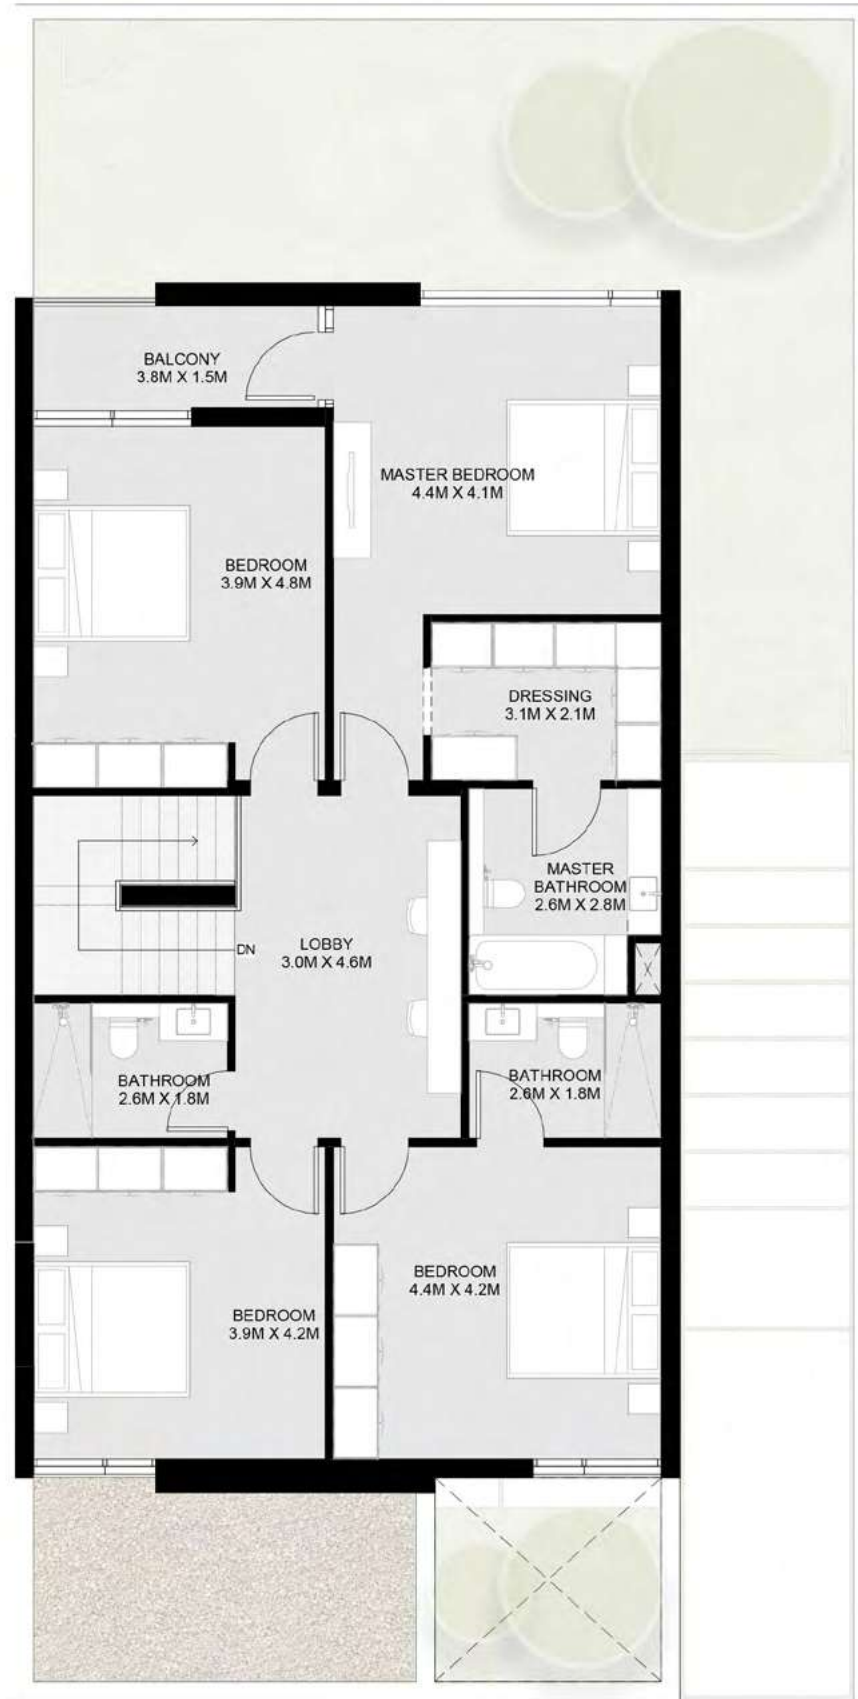 BALCONY
3.8M X 1.5M
MASTER BEDROOM
4.4M X 4.1M
BEDROOM
3.9M X 4.8M
DRESSING
3.1M X 2.1M
MASTER
BATHROOM
2.6M X 2.8M
LOBBY
3.0M X 4.6M
DN
BATHROOM
2.6M X 1.8M
BATHROOM
2.6M X 1.8M
BEDROOM
4.4M X 4.2M
BEDROOM
3.9M X 4.2M